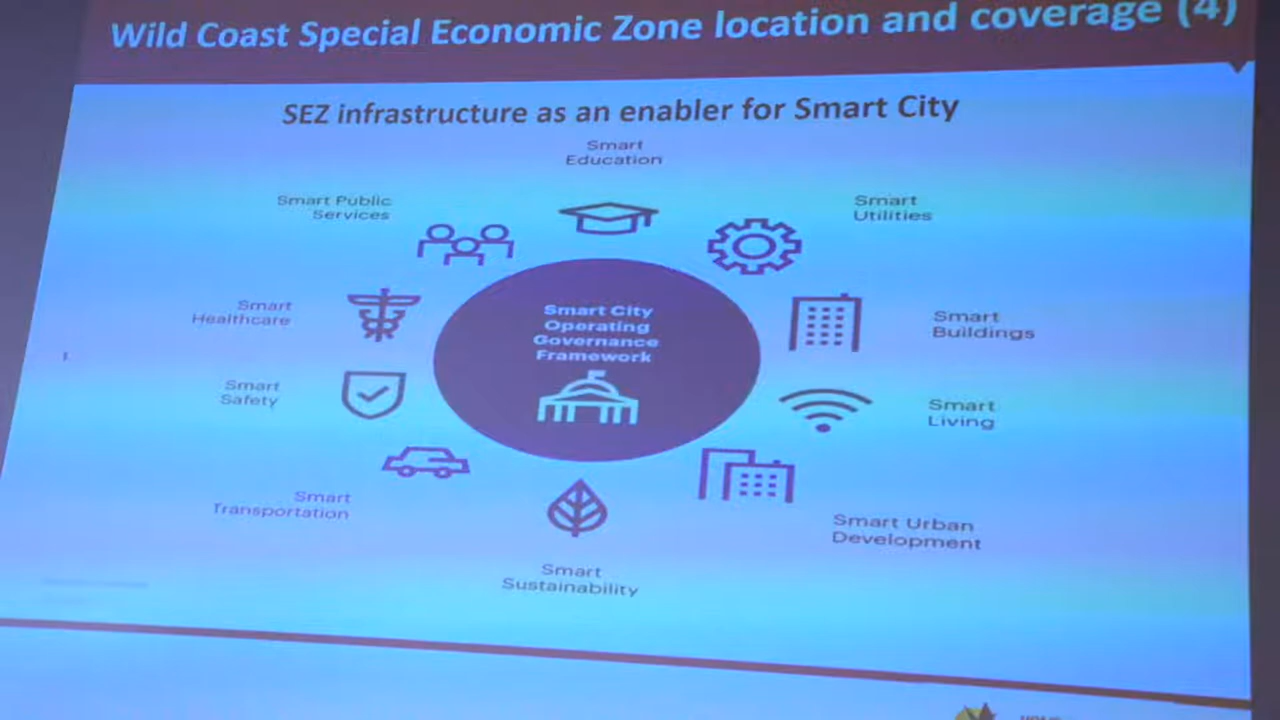 Wild Coast Special Economic Zone location and coverage (4)
SEZ infrastructure as an enabler for Smart City
Smart
Education
Smart Public
Services
Smart
Utilities
Smart
Healthcare
Smart City
Operating
Governance
Framework
Smart
Buildings
Smart
Safety
Smart
Living
Smart
Transportation
Smart Urban
Development
Smart
Sustainability